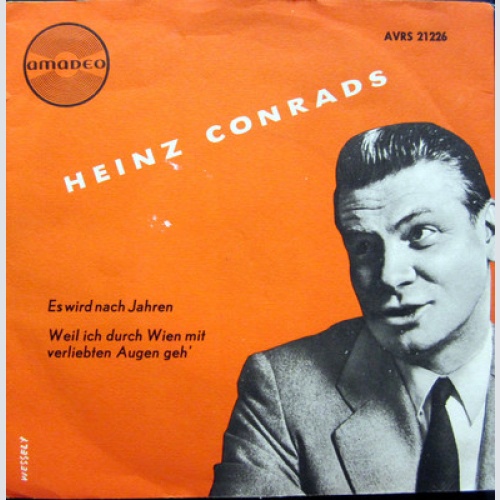 amadeo
AVRS 21226
HEINZ CONRADS
Es wird nach Jahren
Weil ich durch Wien mit
verliebten Augen geh'
WESSELY